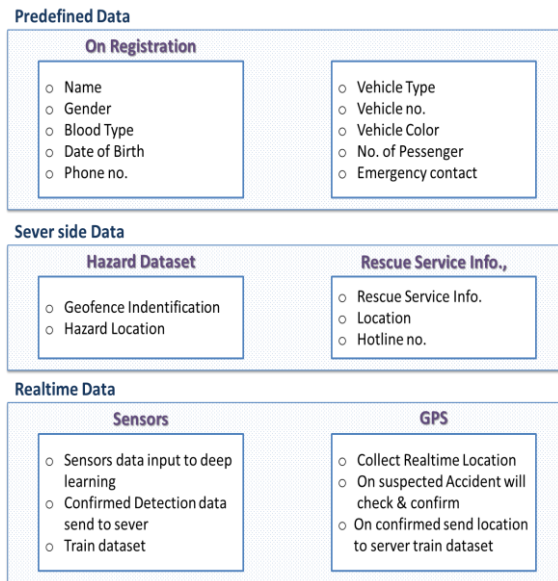 Predefined Data
On Registration
○ Name
○ Gender
○ Blood Type
○ Date of Birth
○ Phone no.
○ Vehicle Type
○ Vehicle no.
○ Vehicle Color
○ No. of Pessenger
○ Emergency contact
Sever side Data
Hazard Dataset
○ Geofence Indentification
○ Hazard Location
Rescue Service Info.,
○ Rescue Service Info.
○ Location
○ Hotline no.
Realtime Data
Sensors
○ Sensors data input to deep
learning
○ Confirmed Detection data
send to sever
○ Train dataset
GPS
○ Collect Realtime Location
○ On suspected Accident will
check & confirm
○ On confirmed send location
to server train dataset